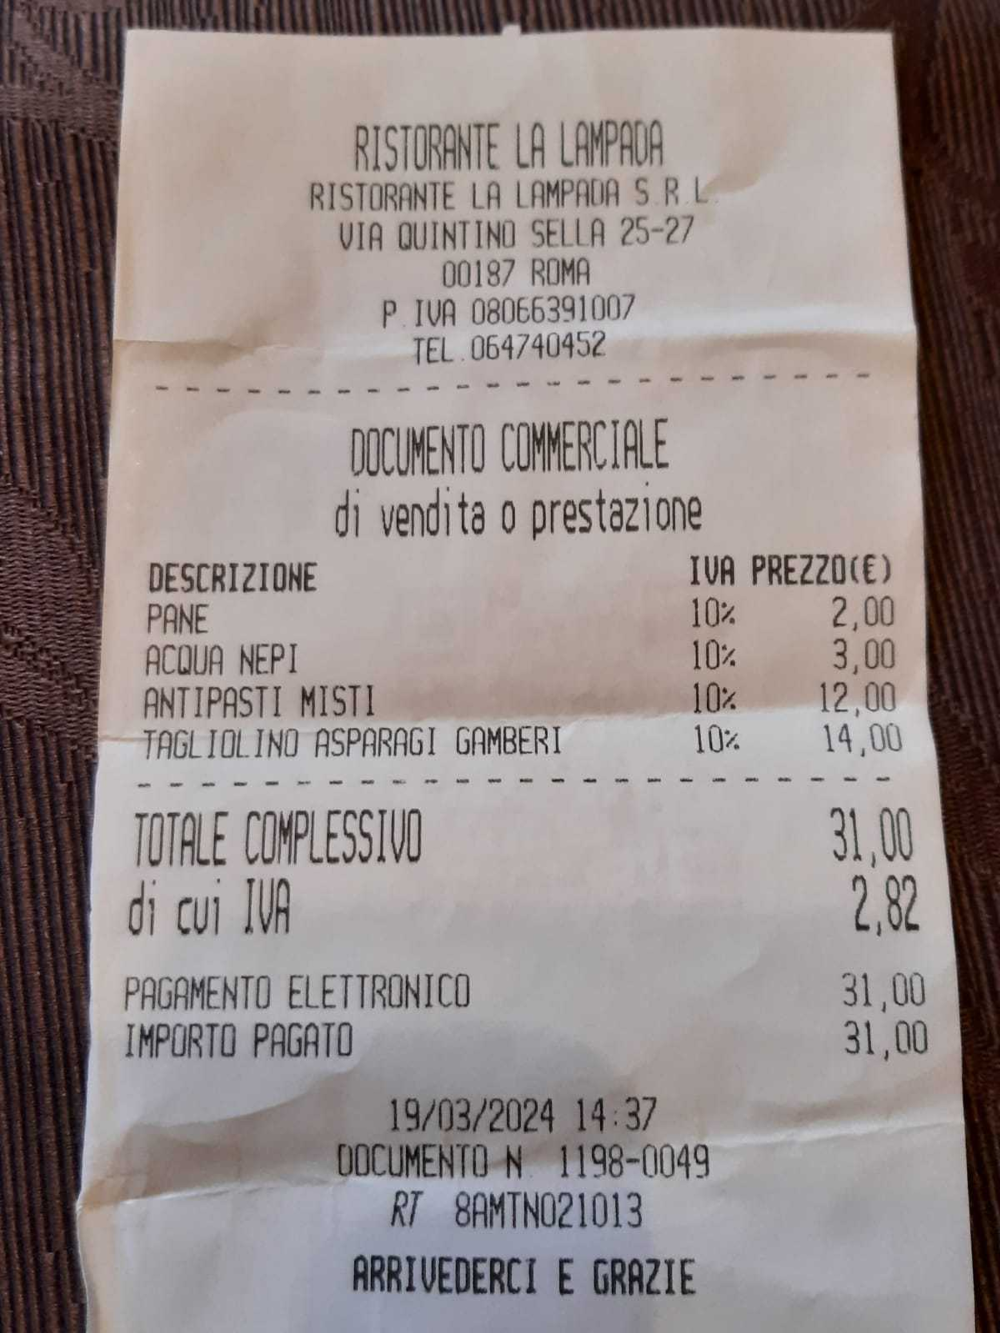 RISTORANTE LA LAMPADA
RISTORANTE LA LAMPADA S.R.L.
VIA QUINTINO SELLA 25-27
00187 ROMA
P.IVA 08066391007
TEL.064740452
DOCUMENTO COMMERCIALE
di vendita o prestazione
DESCRIZIONE IVA PREZZO(€)
PANE 10% 2,00
ACQUA NEPI 10% 3,00
ANTIPASTI MISTI 10% 12,00
TAGLIOLINO ASPARAGI GAMBERI 10% 14,00
TOTALE COMPLESSIVO 31,00
di cui IVA 2,82
PAGAMENTO ELETTRONICO 31,00
IMPORTO PAGATO 31,00
19/03/2024 14:37
DOCUMENTO N. 1198-0049
RT 8AMTN021013
ARRIVEDERCI E GRAZIE